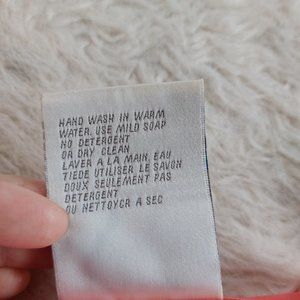 HAND WASH IN WARM
WATER. USE MILD SOAP
NO DETERGENT
OR DRY CLEAN
LAVER A LA MAIN, EAU
TIEDE UTILISER LE SAVON
DOUX SEULEMENT PAS
DETERGENT
OU NETTOYCR A SEC